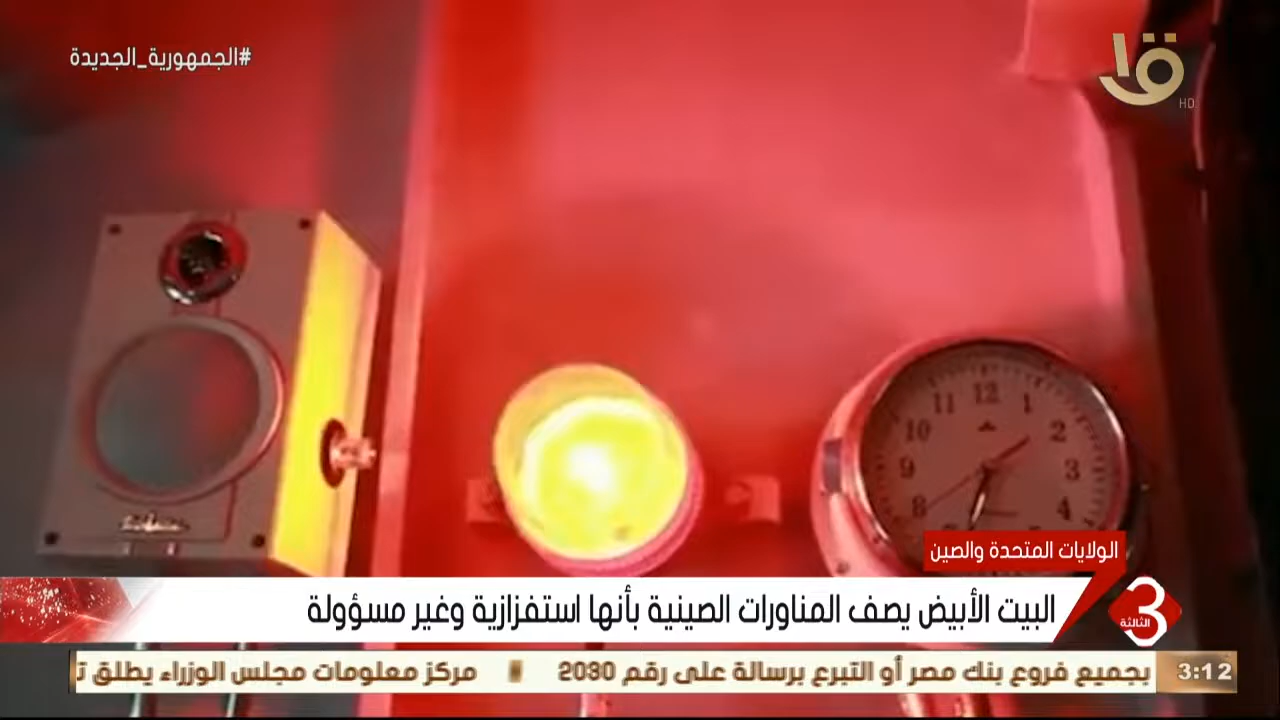 #الجمهورية_الجديدة
HD
12
11
1
10
2
9
3
8
4
الولايات المتحدة والصين
البيت الأبيض يصف المناورات الصينية بأنها استفزازية وغير مسؤولة
3
الثالثة
3:12
بجميع فروع بنك مصر أو التبرع برسالة على رقم 2030
مركز معلومات مجلس الوزراء يطلق